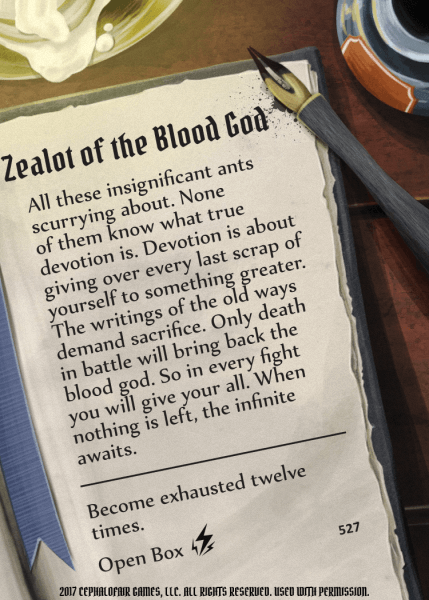 Zealot of the Blood God
All these insignificant ants
scurrying about. None
of them know what true
devotion is. Devotion is about
giving over every last scrap of
yourself to something greater.
The writings of the old ways
demand sacrifice. Only death
in battle will bring back the
blood god. So in every fight
you will give your all. When
nothing is left, the infinite
awaits.
Become exhausted twelve
times.
Open Box
527
2017 CEPHALOFAIR GAMES, LLC. ALL RIGHTS RESERVED. USED WITH PERMISSION.